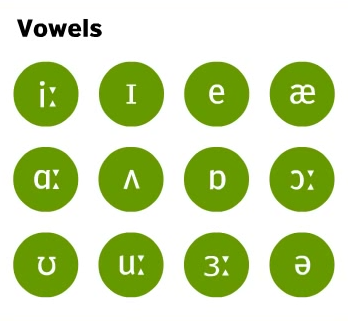 Vowels
iː ɪ e æ
ɑː ʌ ɒ ɔː
ʊ uː ɜː ə